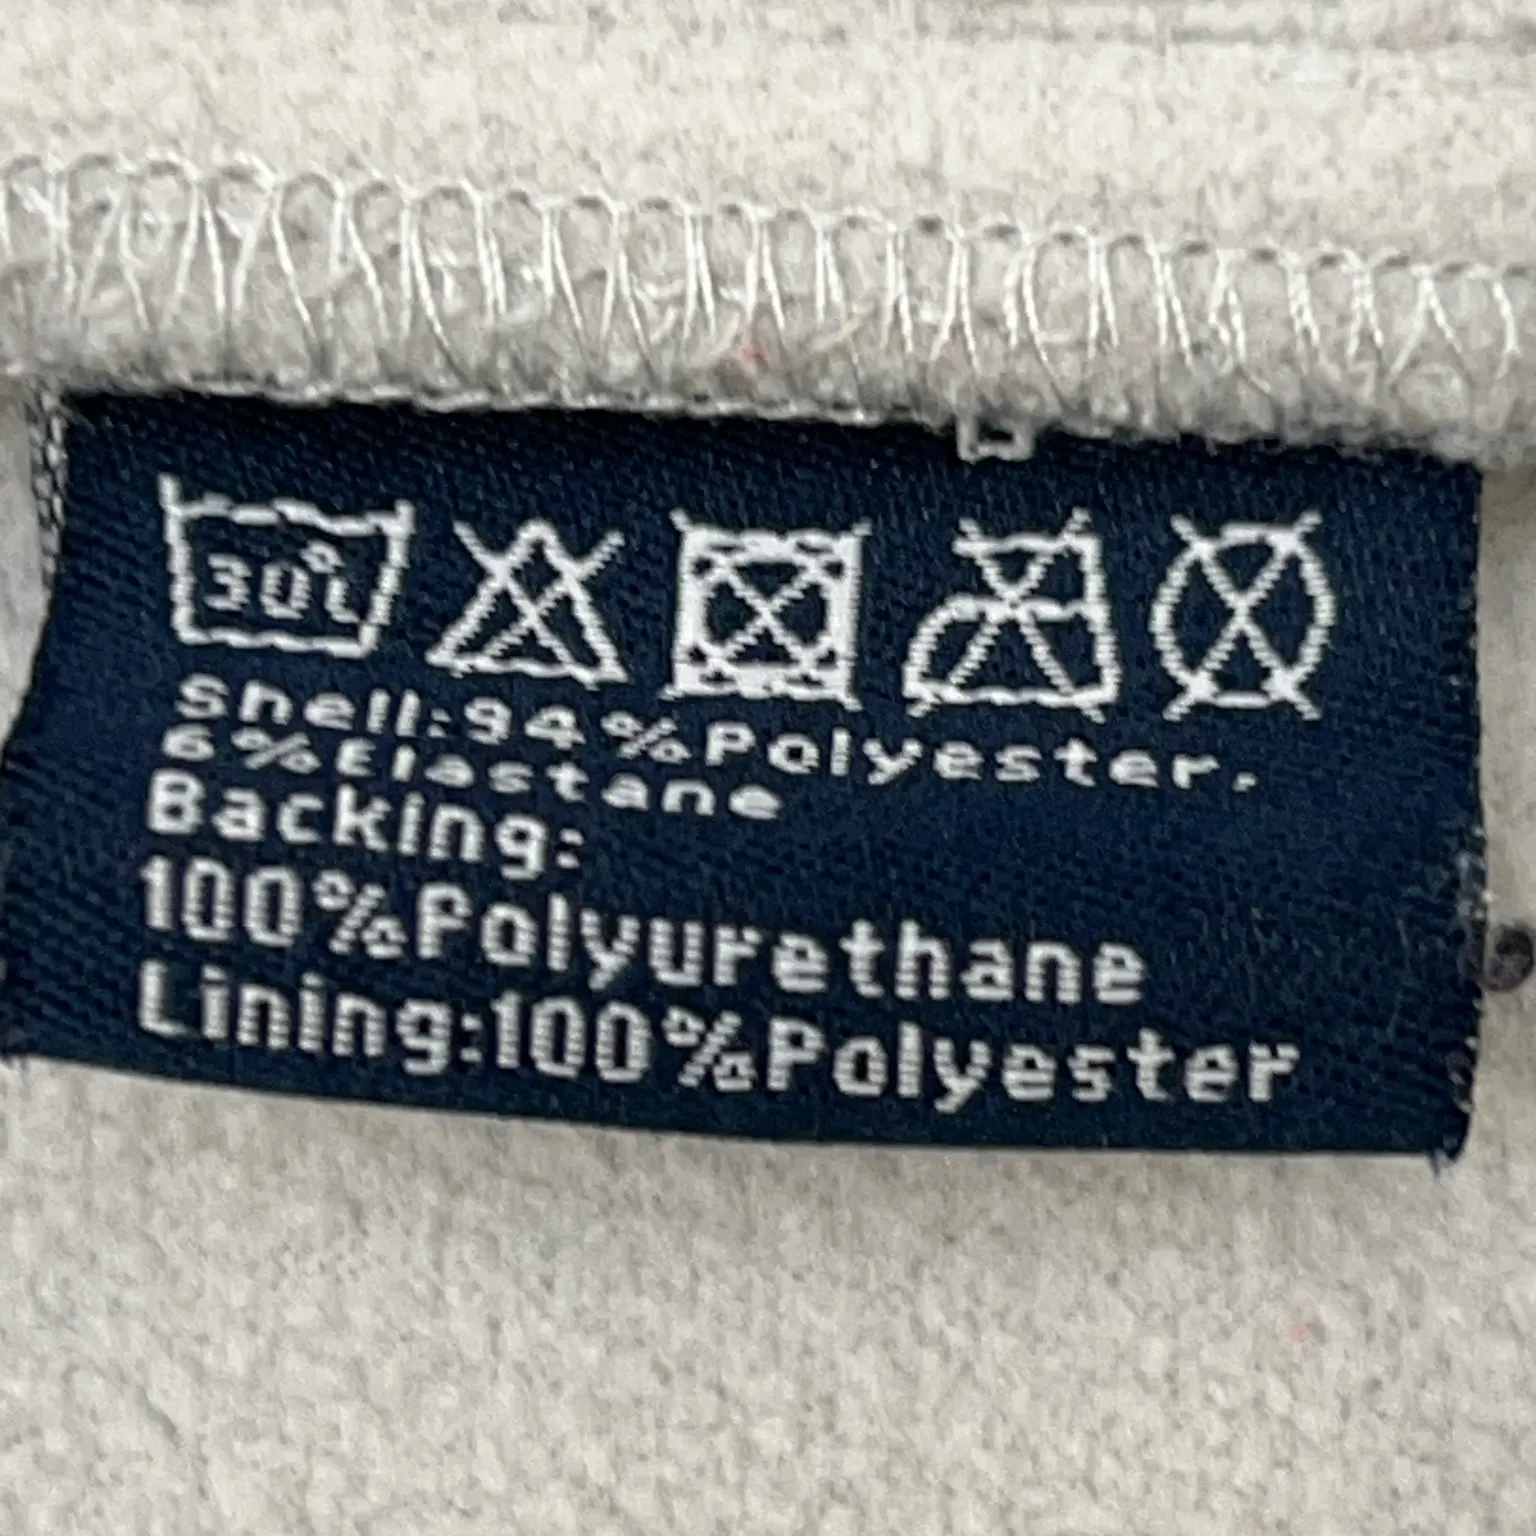 30°C
Shell:94%Polyester.
6%Elastane
Backing:
100%Polyurethane
Lining:100%Polyester